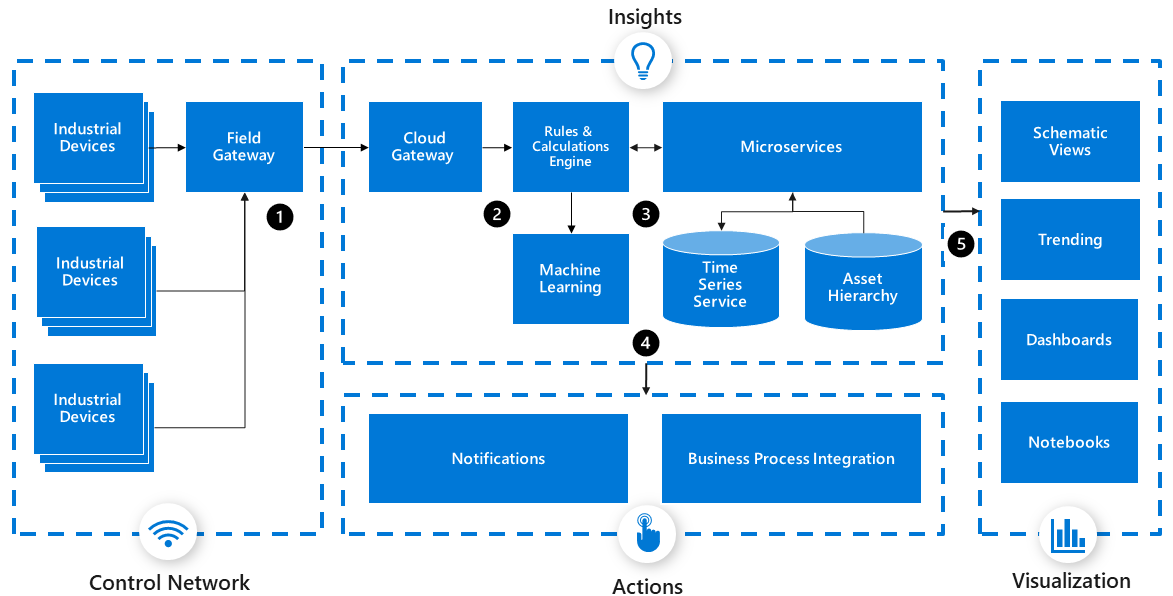 Insights
Industrial
Devices
Field
Gateway
1
Industrial
Devices
Industrial
Devices
Control Network
Cloud
Gateway
2
Rules &
Calculations
Engine
Machine
Learning
3
Microservices
Time
Series
Service
Asset
Hierarchy
4
Notifications
Business Process Integration
Actions
5
Schematic
Views
Trending
Dashboards
Notebooks
Visualization